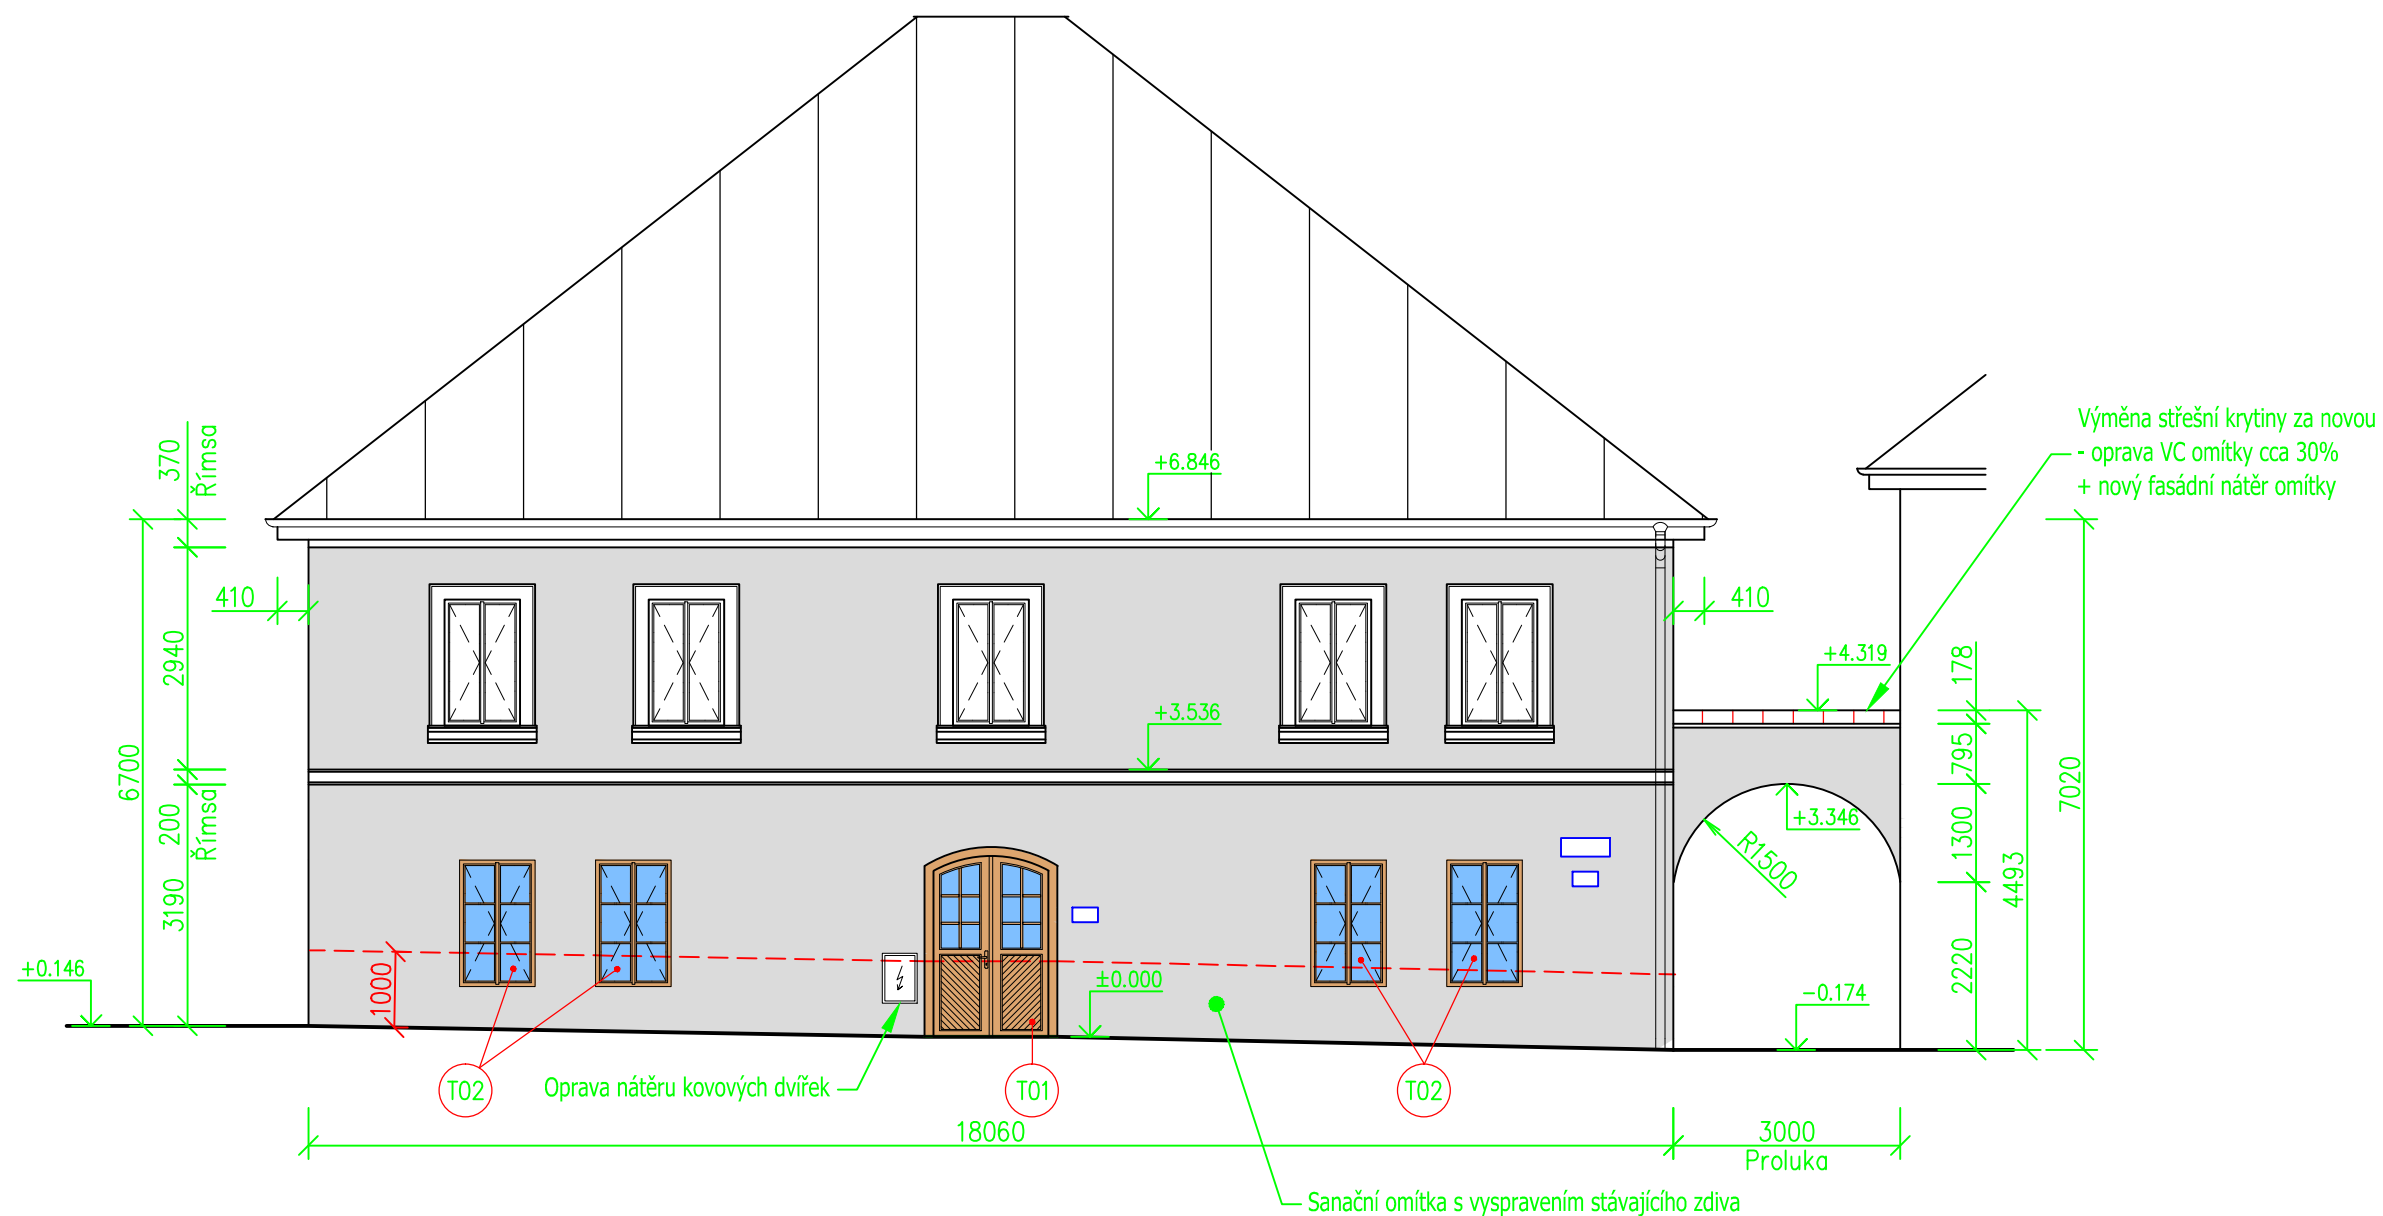 Výměna střešní krytiny za novou
- oprava VC omítky cca 30%
+ nový fasádní nátěr omítky
370
Římsa
+6.846
410
410
2940
+4.319
178
+3.536
6700
795
7020
200
Římsa
+3.346
R1500
1300
4493
3190
2220
+0.146
1000
±0.000
-0.174
T02
Oprava nátěru kovových dvířek
T01
T02
18060
3000
Proluka
Sanační omítka s vyspravením stávajícího zdiva